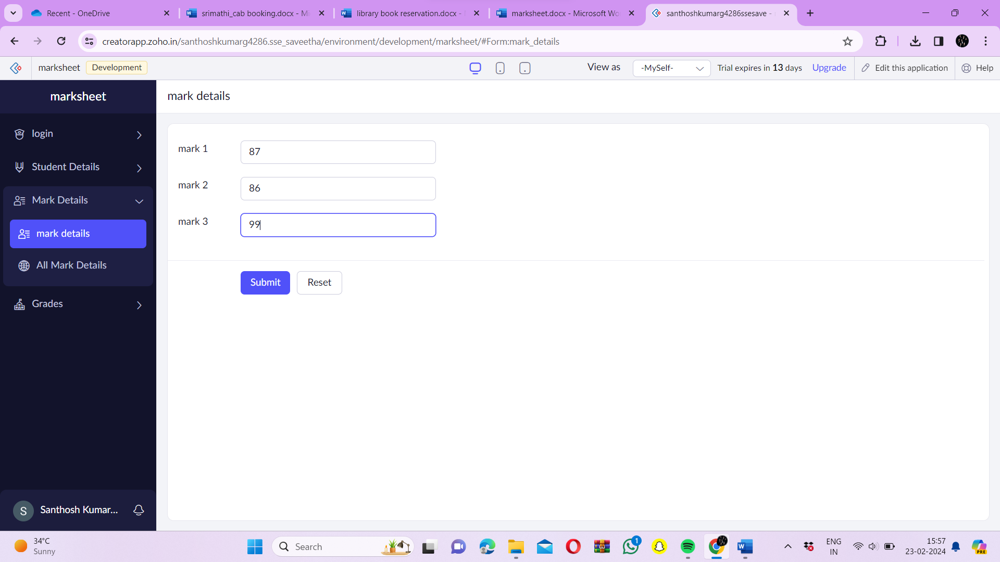 Recent - OneDrive
srimathi_cab booking.docx - Mi
library book reservation.docx -
marksheet.docx - Microsoft Wo
santhoshkumarg4286ssesave -
creatorapp.zoho.in/santhoshkumarg4286.sse_saveetha/environment/development/marksheet/#Form:mark_details
marksheet Development View as -MySelf- Trial expires in 13 days Upgrade Edit this application Help
marksheet
mark details
login
Student Details
Mark Details
mark details
All Mark Details
Grades
mark 1 87
mark 2 86
mark 3 99
Submit Reset
S Santhosh Kumar...
34°C
Sunny
Search
1
PRE
ENG
IN
15:57
23-02-2024